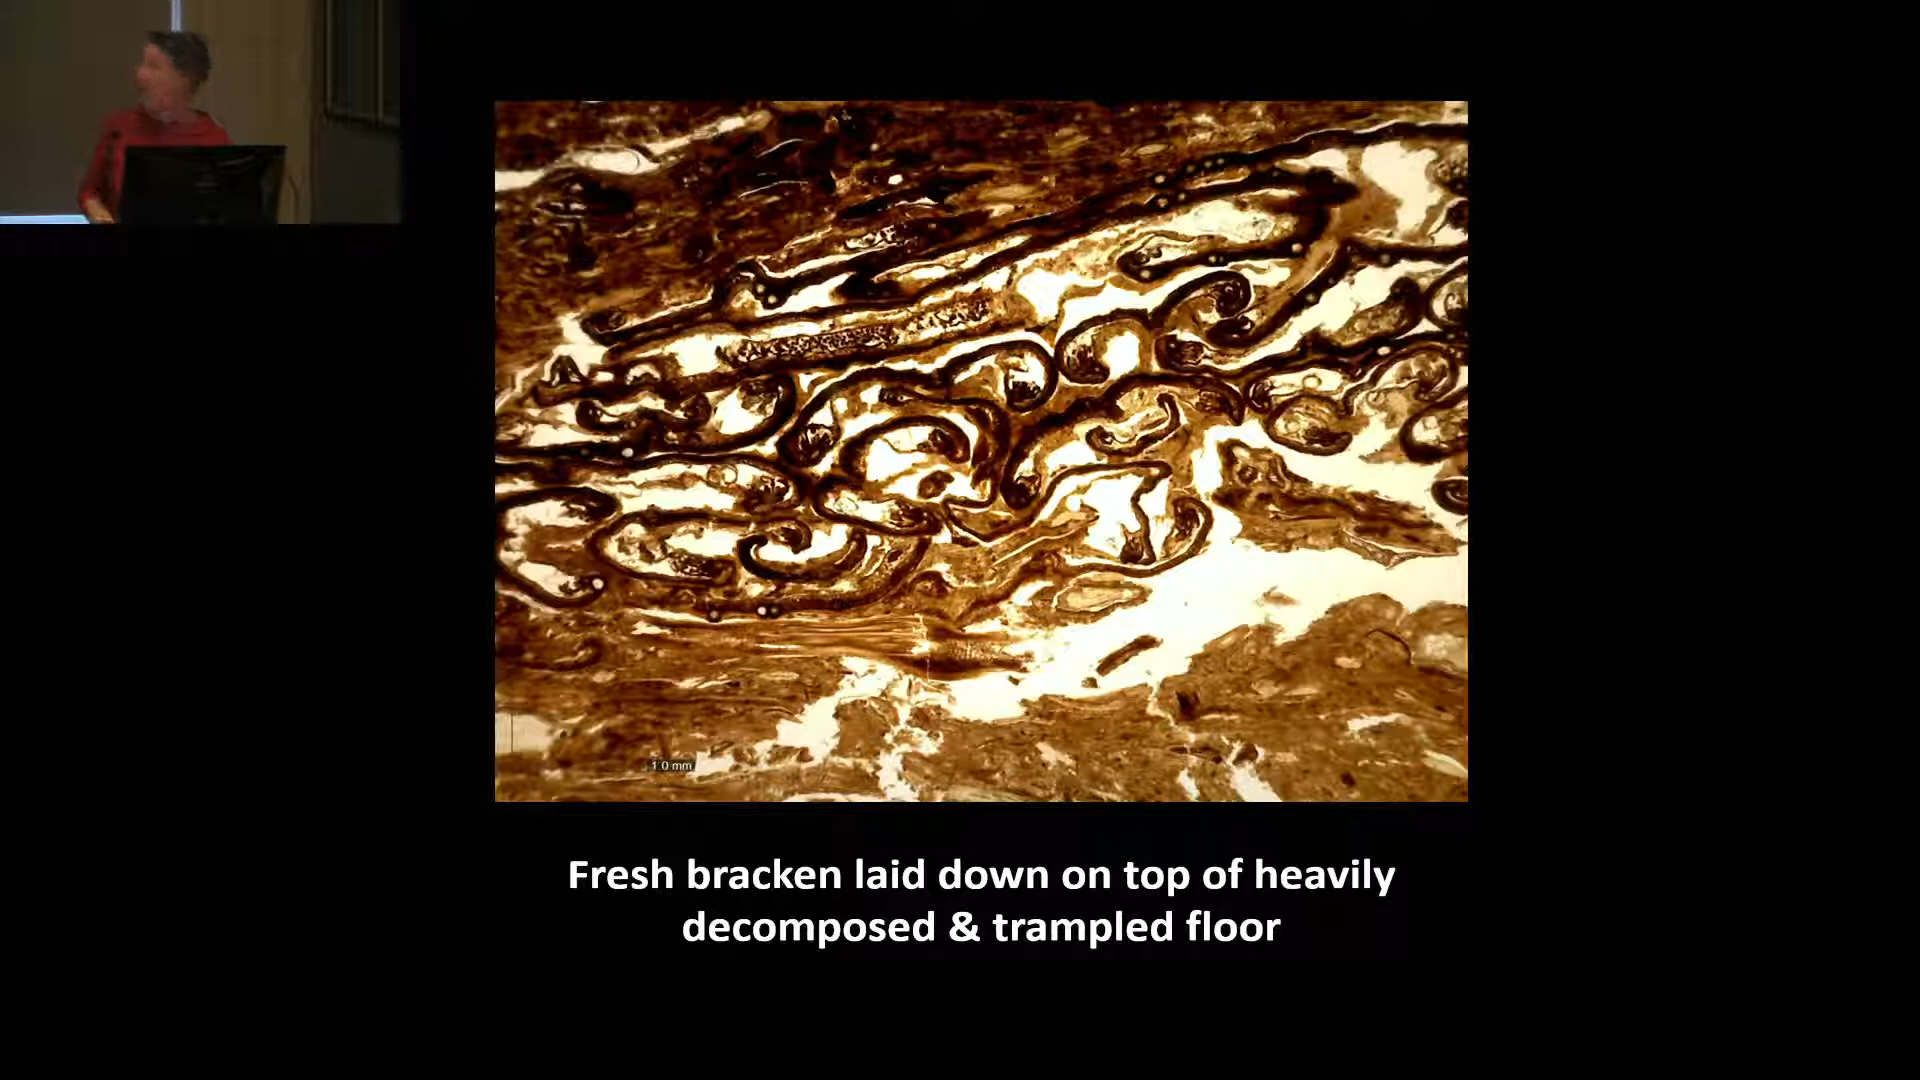 1.0 mm
Fresh bracken laid down on top of heavily
decomposed & trampled floor